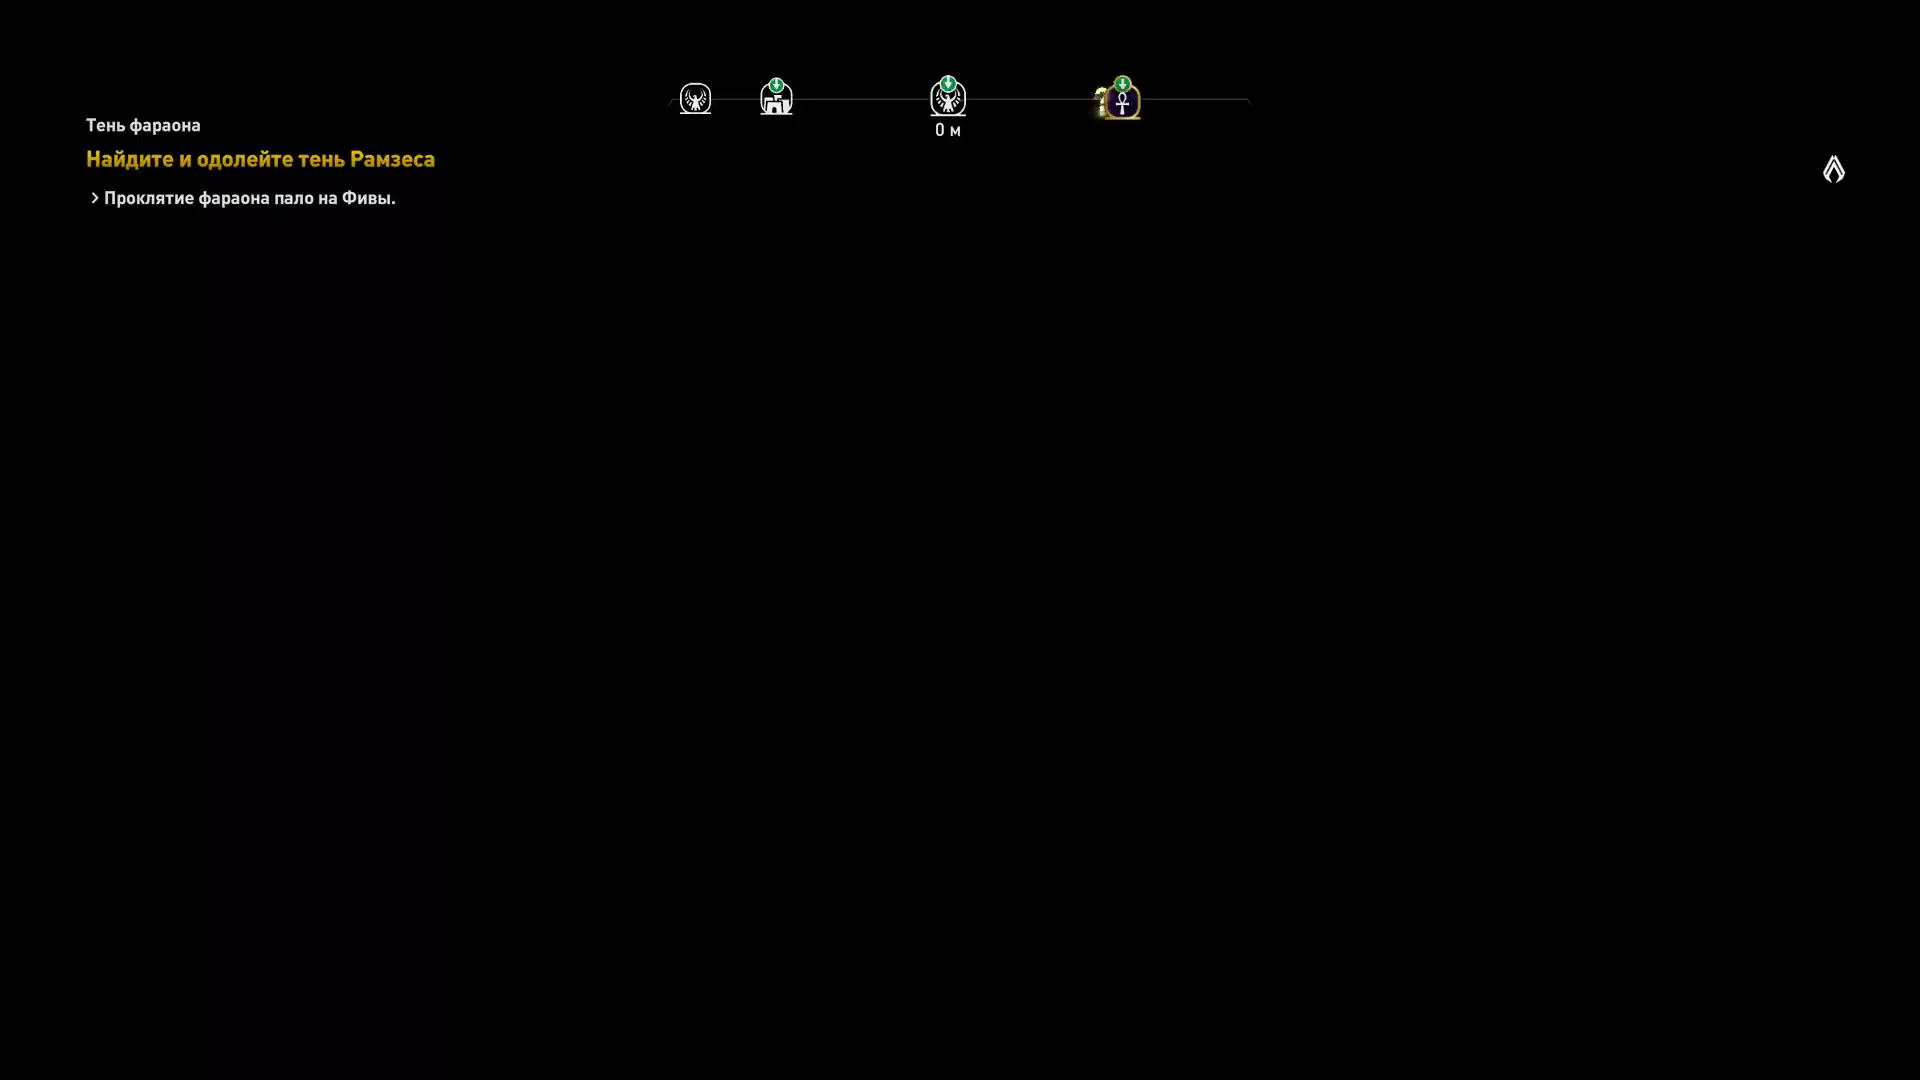 Тень фараона
Найдите и одолейте тень Рамзеса
> Проклятие фараона пало на Фивы.
0 м